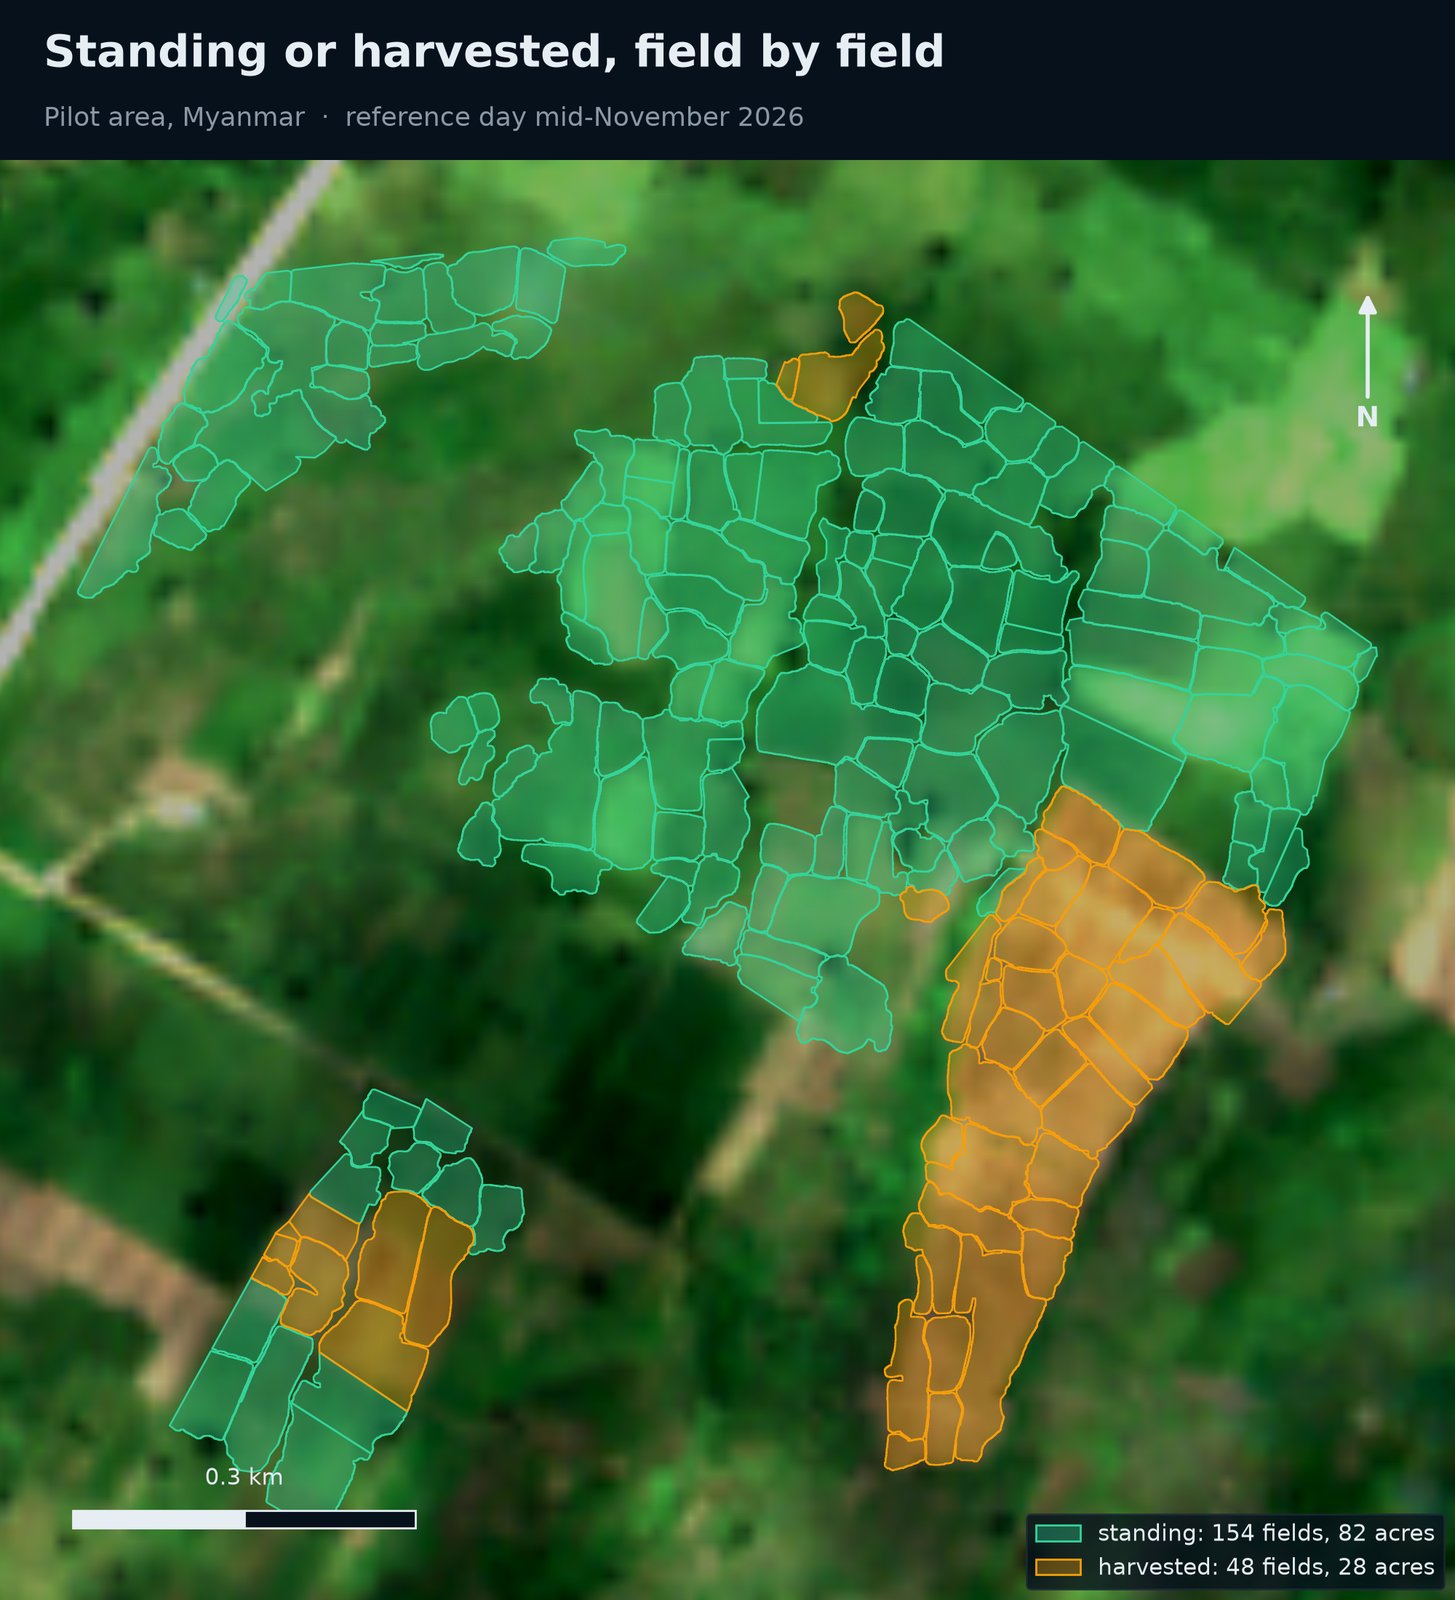 Standing or harvested, field by field
Pilot area, Myanmar · reference day mid-November 2026
N
0.3 km
standing: 154 fields, 82 acres
harvested: 48 fields, 28 acres